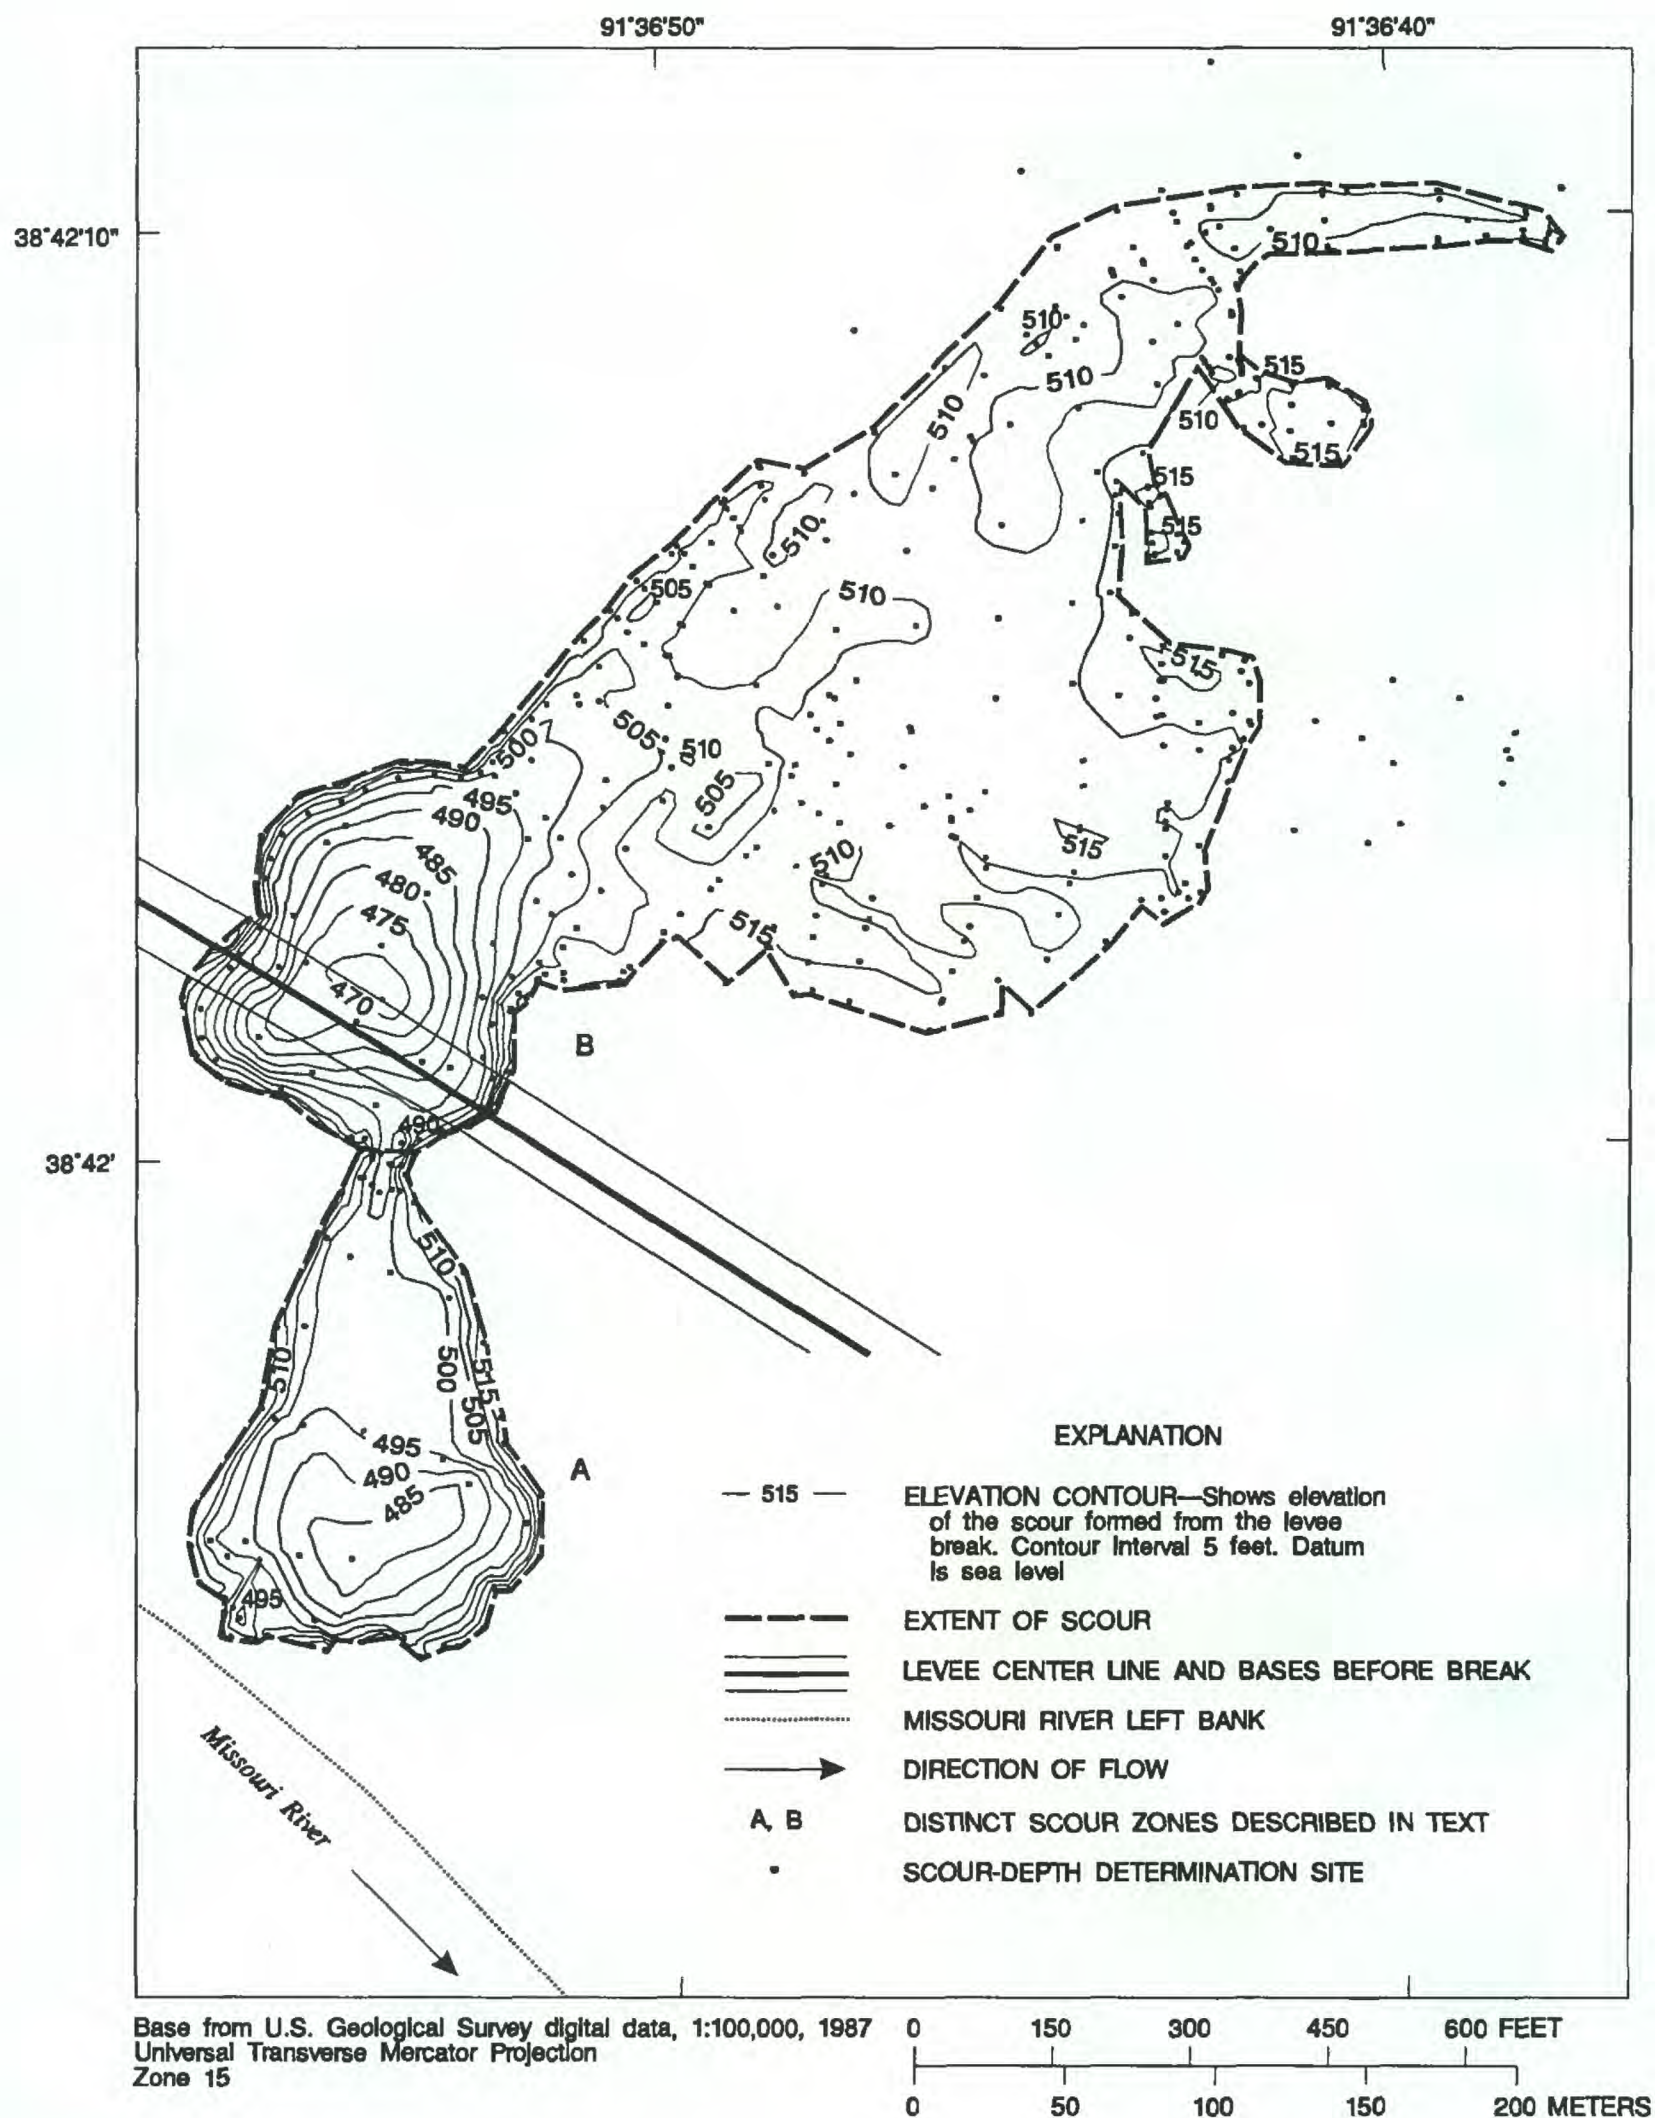 91°36'50"
91°36'40"
38°42'10"
510
510
510
515
510
510
515
515
510
515
505
510
515
505
510
505
500
495
490
515
510
485
480
475
515
470
B
490
38°42'
510
510
500
515
505
495
A
490
485
495
EXPLANATION
— 515 —
ELEVATION CONTOUR—Shows elevation
of the scour formed from the levee
break. Contour Interval 5 feet. Datum
is sea level
EXTENT OF SCOUR
LEVEE CENTER LINE AND BASES BEFORE BREAK
MISSOURI RIVER LEFT BANK
DIRECTION OF FLOW
A, B
DISTINCT SCOUR ZONES DESCRIBED IN TEXT
SCOUR-DEPTH DETERMINATION SITE
Missouri River
Base from U.S. Geological Survey digital data, 1:100,000, 1987
Universal Transverse Mercator Projection
Zone 15
0 150 300 450 600 FEET
0 50 100 150 200 METERS